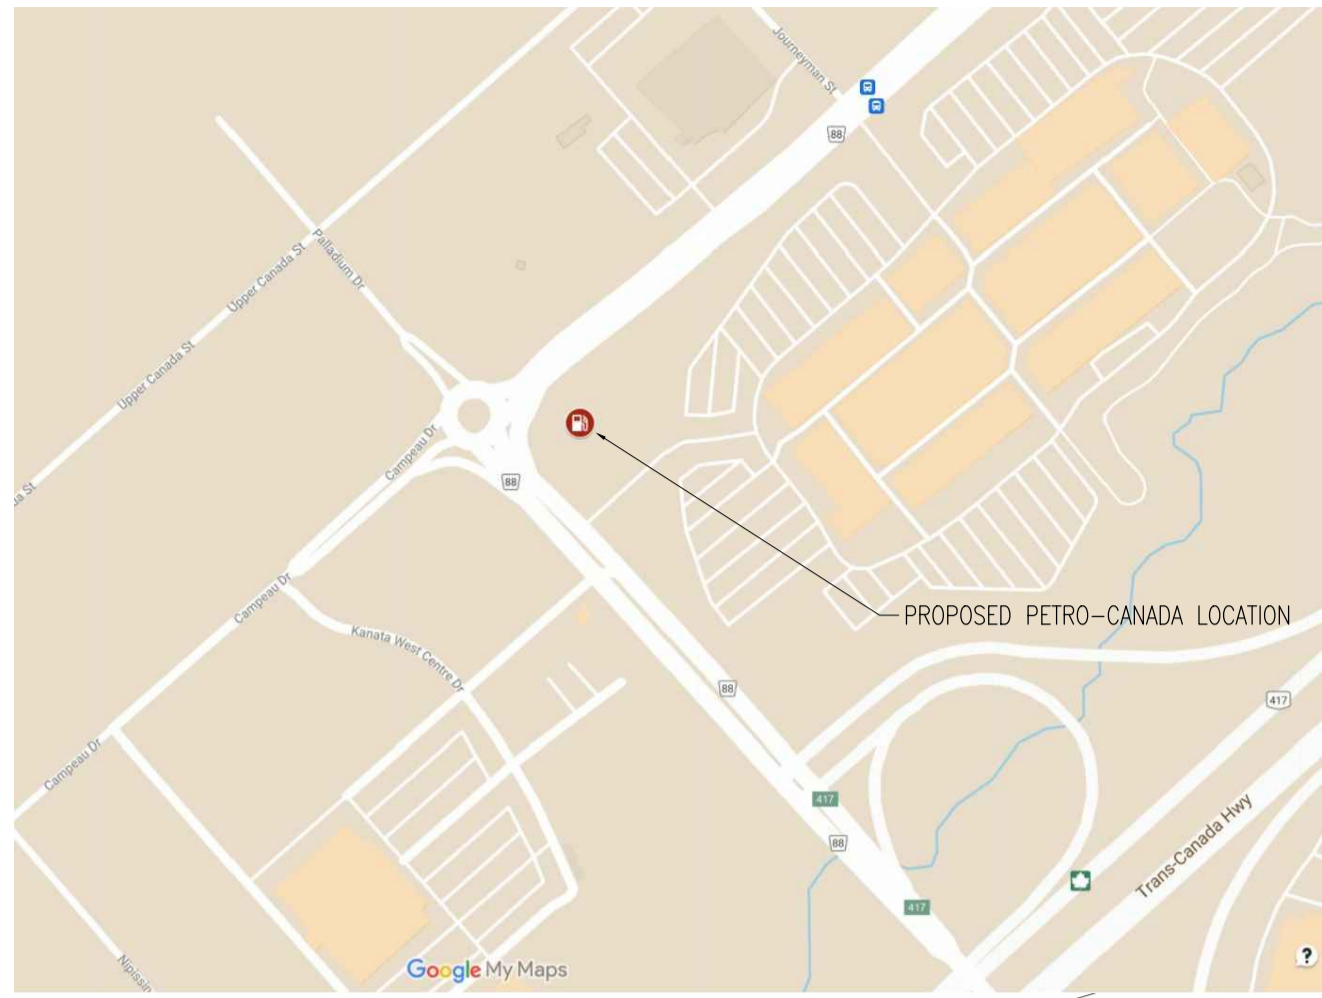 Journeyman St
88
Palladium Dr
Upper Canada St
Upper Canada St
Campeau Dr
88
Campeau Dr
PROPOSED PETRO-CANADA LOCATION
Kanata West Centre Dr
88
417
Campeau Dr
417
88
Trans-Canada Hwy
417
Google My Maps
?